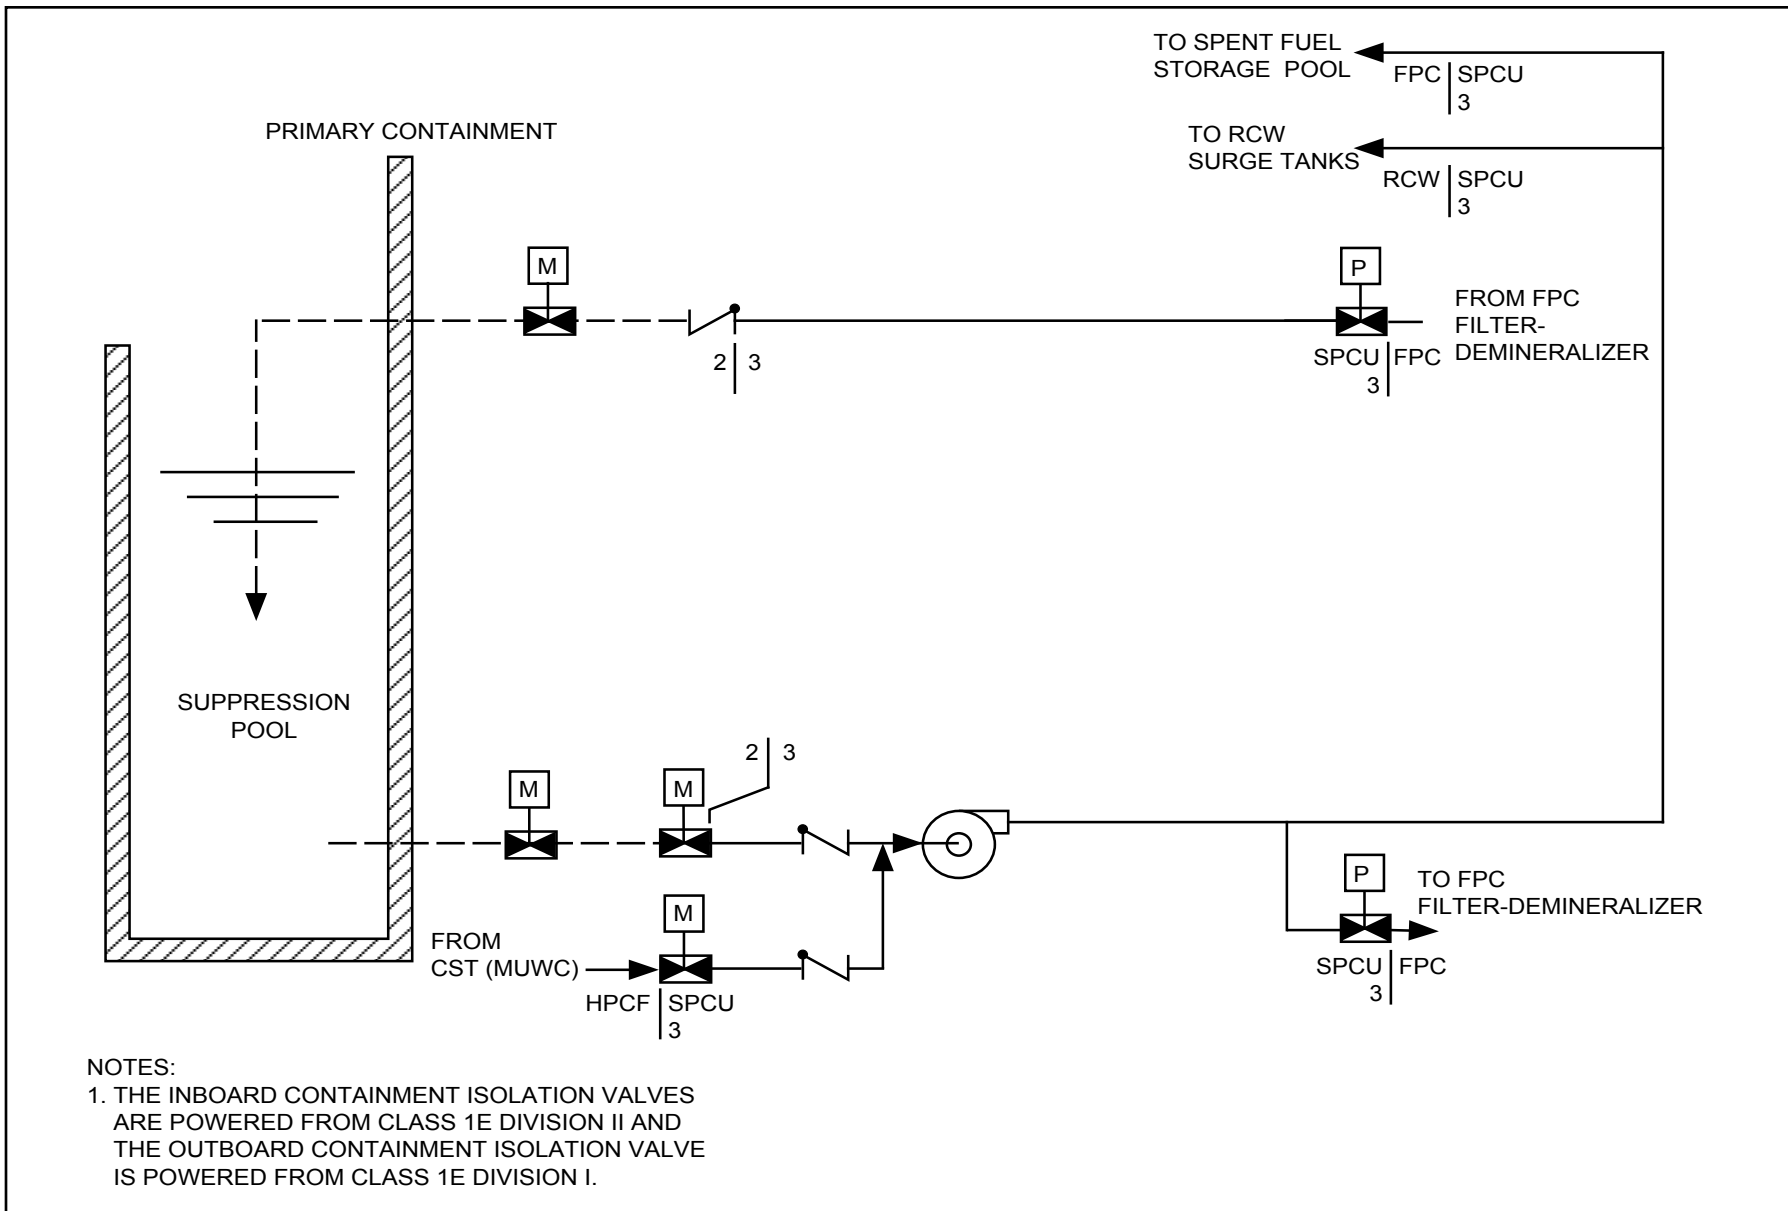 TO SPENT FUEL
STORAGE POOL
FPC SPCU
3
PRIMARY CONTAINMENT
TO RCW
SURGE TANKS
RCW SPCU
3
M
P
FROM FPC
FILTER-
DEMINERALIZER
2 3
SPCU FPC
3
SUPPRESSION
POOL
2 3
M
M
P
TO FPC
FILTER-DEMINERALIZER
M
FROM
CST (MUWC)
SPCU FPC
3
HPCF SPCU
3
NOTES:
1. THE INBOARD CONTAINMENT ISOLATION VALVES
ARE POWERED FROM CLASS 1E DIVISION II AND
THE OUTBOARD CONTAINMENT ISOLATION VALVE
IS POWERED FROM CLASS 1E DIVISION I.